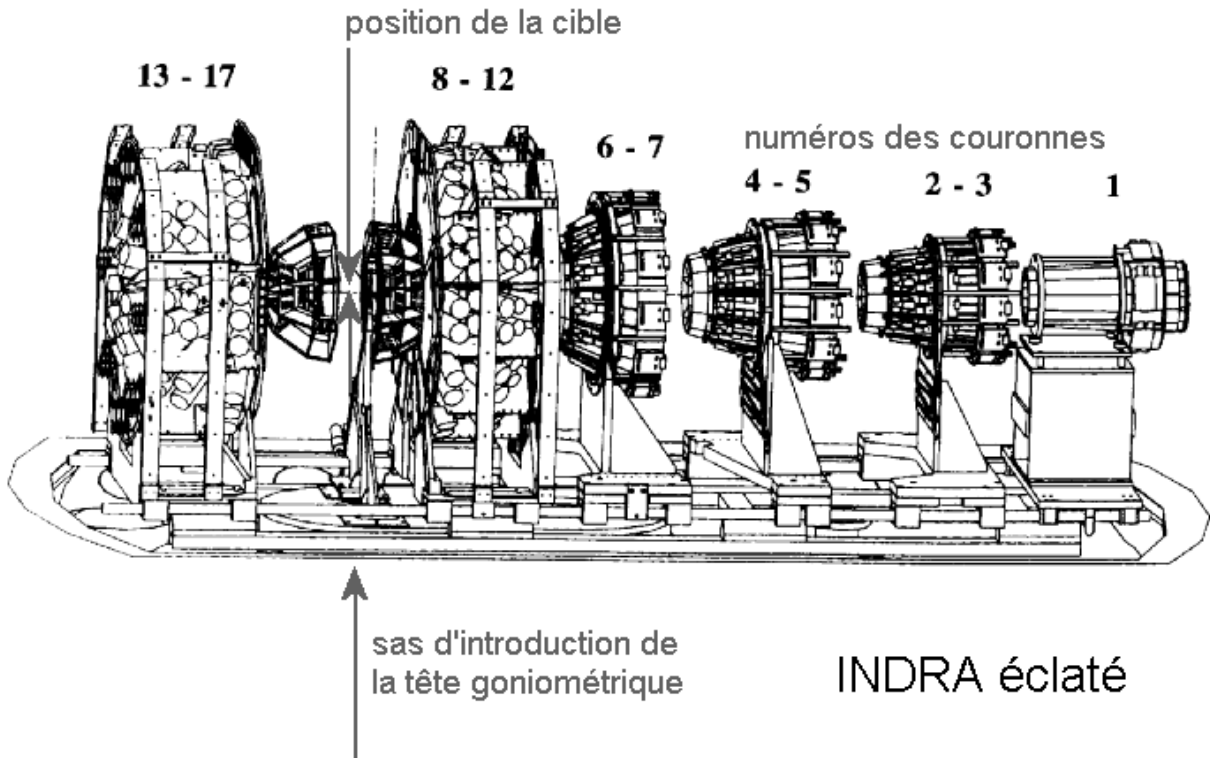 position de la cible
13 - 17
8 - 12
6 - 7
numéros des couronnes
4 - 5
2 - 3
1
sas d'introduction de
la tête goniométrique
INDRA éclaté